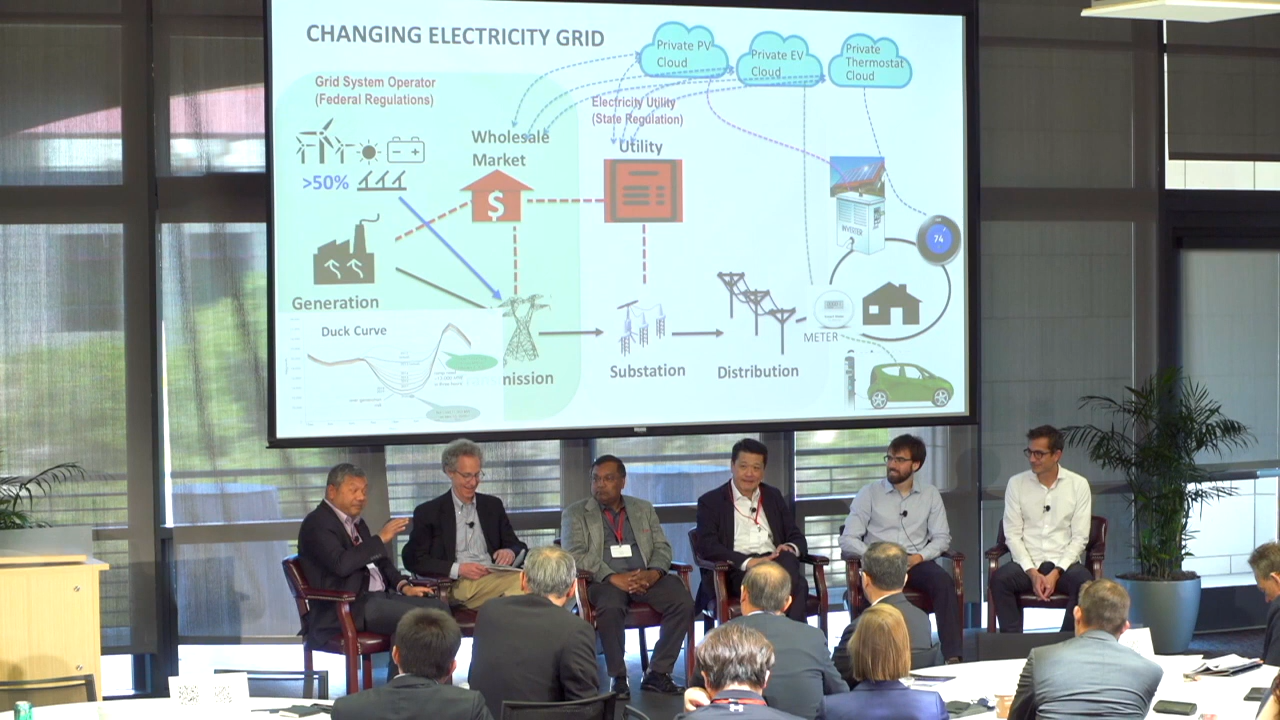 CHANGING ELECTRICITY GRID
Private PV
Cloud
Private EV
Cloud
Private
Thermostat
Cloud
Grid System Operator
(Federal Regulations)
Electricity Utility
(State Regulation)
Wholesale
Market
Utility
>50%
$
INVERTER
74
Generation
Duck Curve
METER
mission
Substation
Distribution